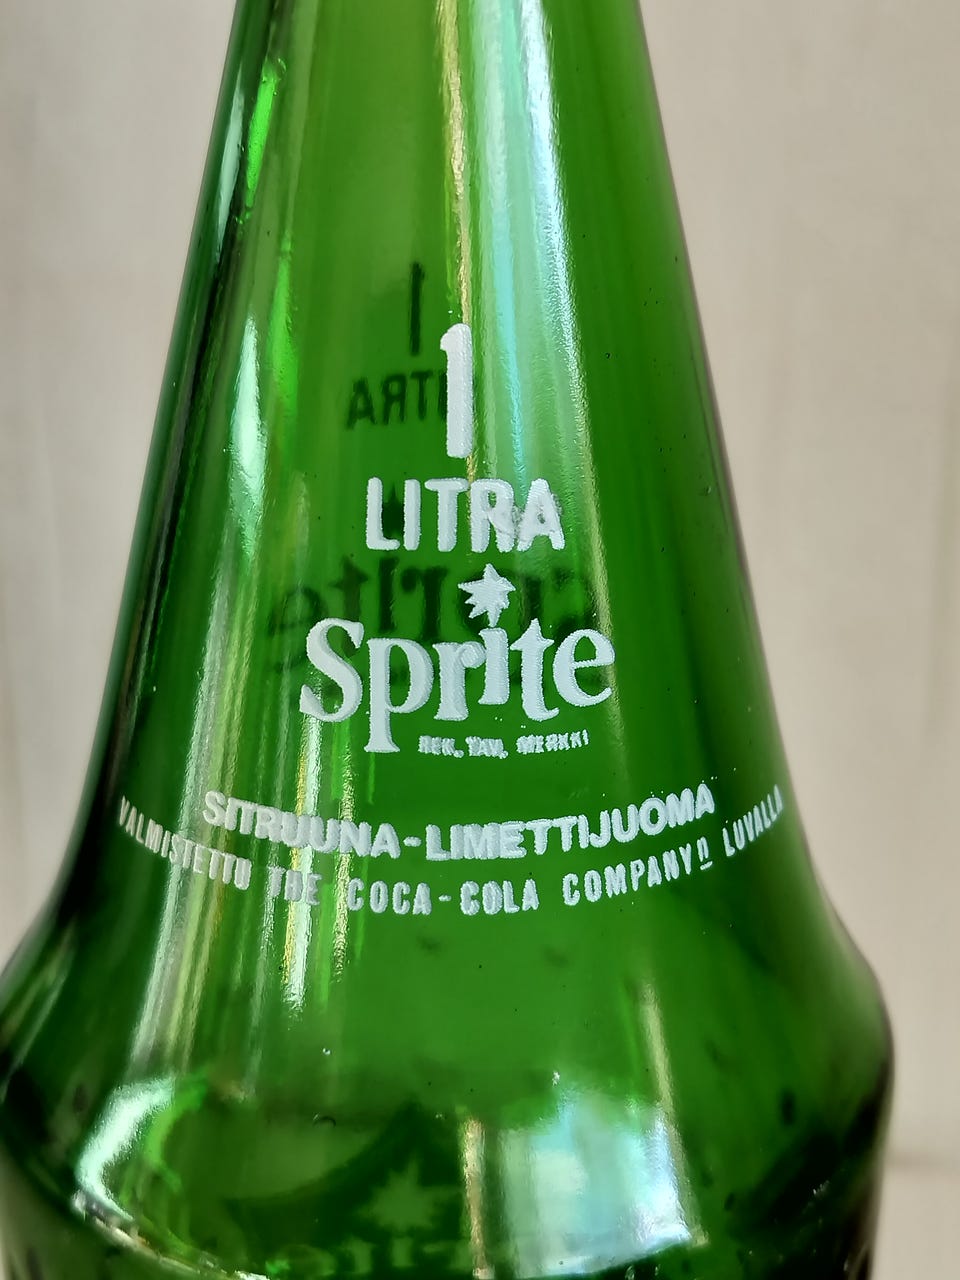 1
LITRA
Sprite
REK. TAV. MERKKI
SITRUUNA-LIMETTIJUOMA
VALMISTETTU THE COCA-COLA COMPANYⁿ LUVALLA